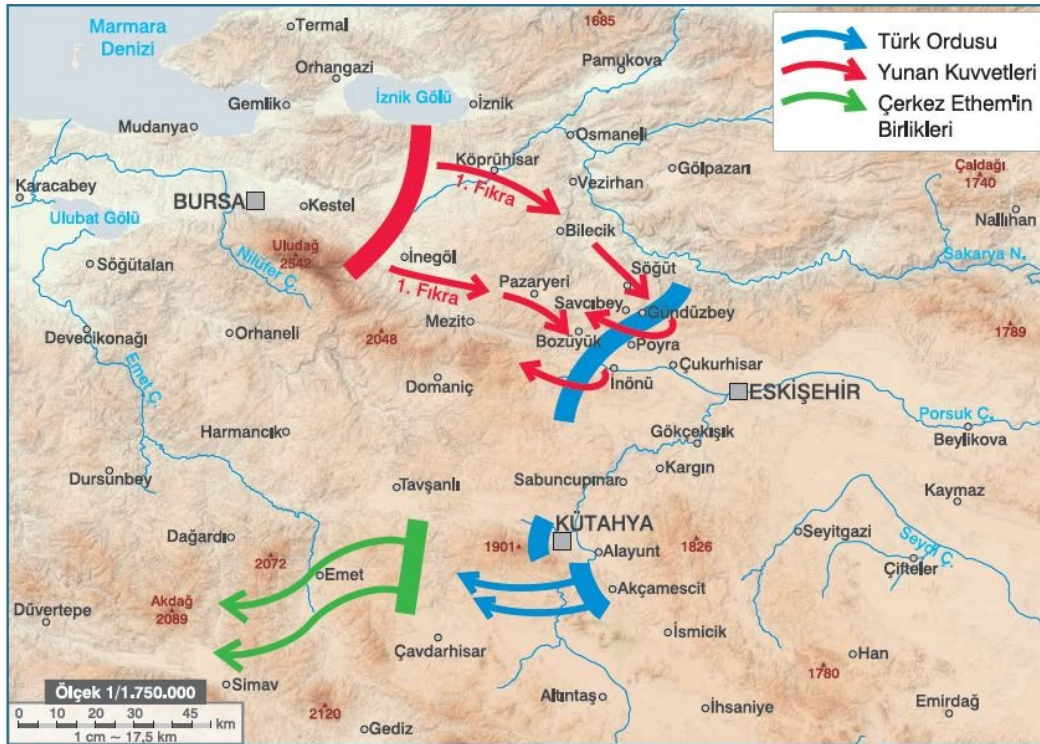 Marmara
Denizi
Termal
1685
Orhangazi
Pamukova
Gemlik
İznik Gölü
İznik
Mudanya
Osmaneli
Türk Ordusu
Yunan Kuvvetleri
Çerkez Ethem'in
Birlikleri
Köprühisar
Gölpazarı
Çaldağı
1740
Karacabey
BURSA
Kestel
1. Fıkra
Vezirhan
Nallıhan
Ulubat Gölü
Uludağ
2542
Nilüfer Ç.
Bilecik
Sakarya N.
Söğütalan
İnegöl
1. Fıkra
Pazaryeri
Söğüt
Savcıbey
Gündüzbey
Devecikonağı
Orhaneli
2048
Mezit
Bozüyük
Poyra
1789
Emet Ç.
Domaniç
İnönü
Çukurhisar
ESKİŞEHİR
Porsuk Ç.
Beylikova
Harmancık
Gökçekışık
Dursunbey
Tavşanlı
Sabuncupınar
Kargın
Kaymaz
Dağardı
2072
Emet
1901
KÜTAHYA
Alayunt
1826
Seyitgazi
Seydi Ç.
Çifteler
Akdağ
2089
Düvertepe
Akçamescit
Çavdarhisar
İsmicik
Han
1780
Simav
Altıntaş
İhsaniye
Emirdağ
2120
Gediz
Ölçek 1/1.750.000
0 10 20 30 45 km
1 cm ~ 17,5 km